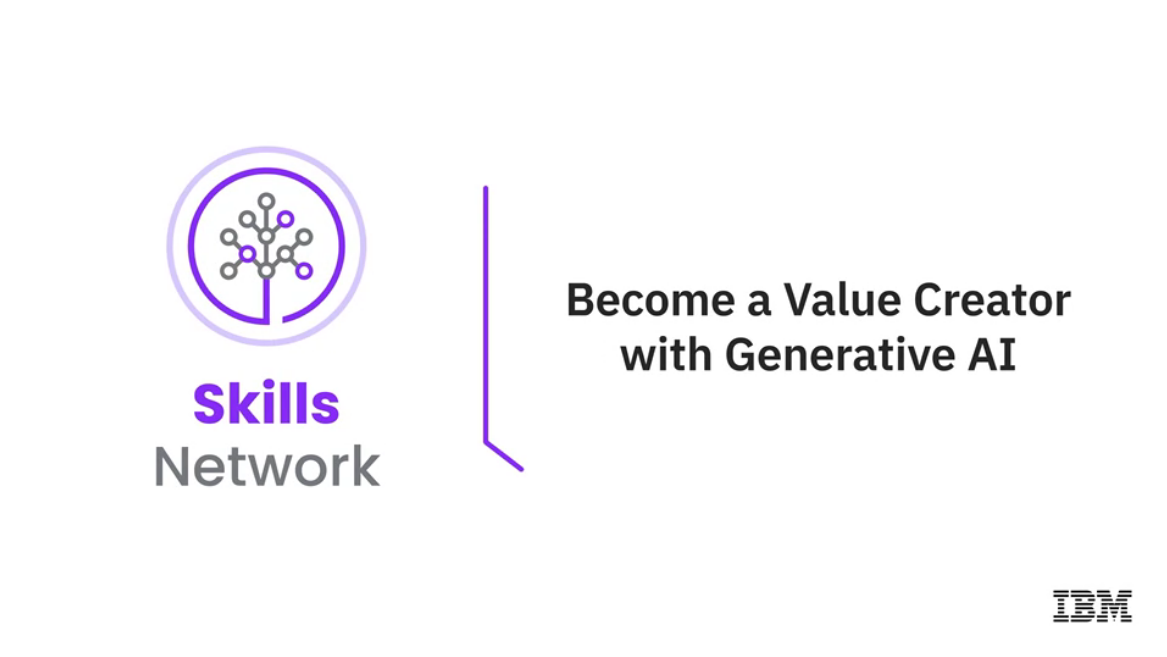 Skills
Network
Become a Value Creator
with Generative AI
IBM